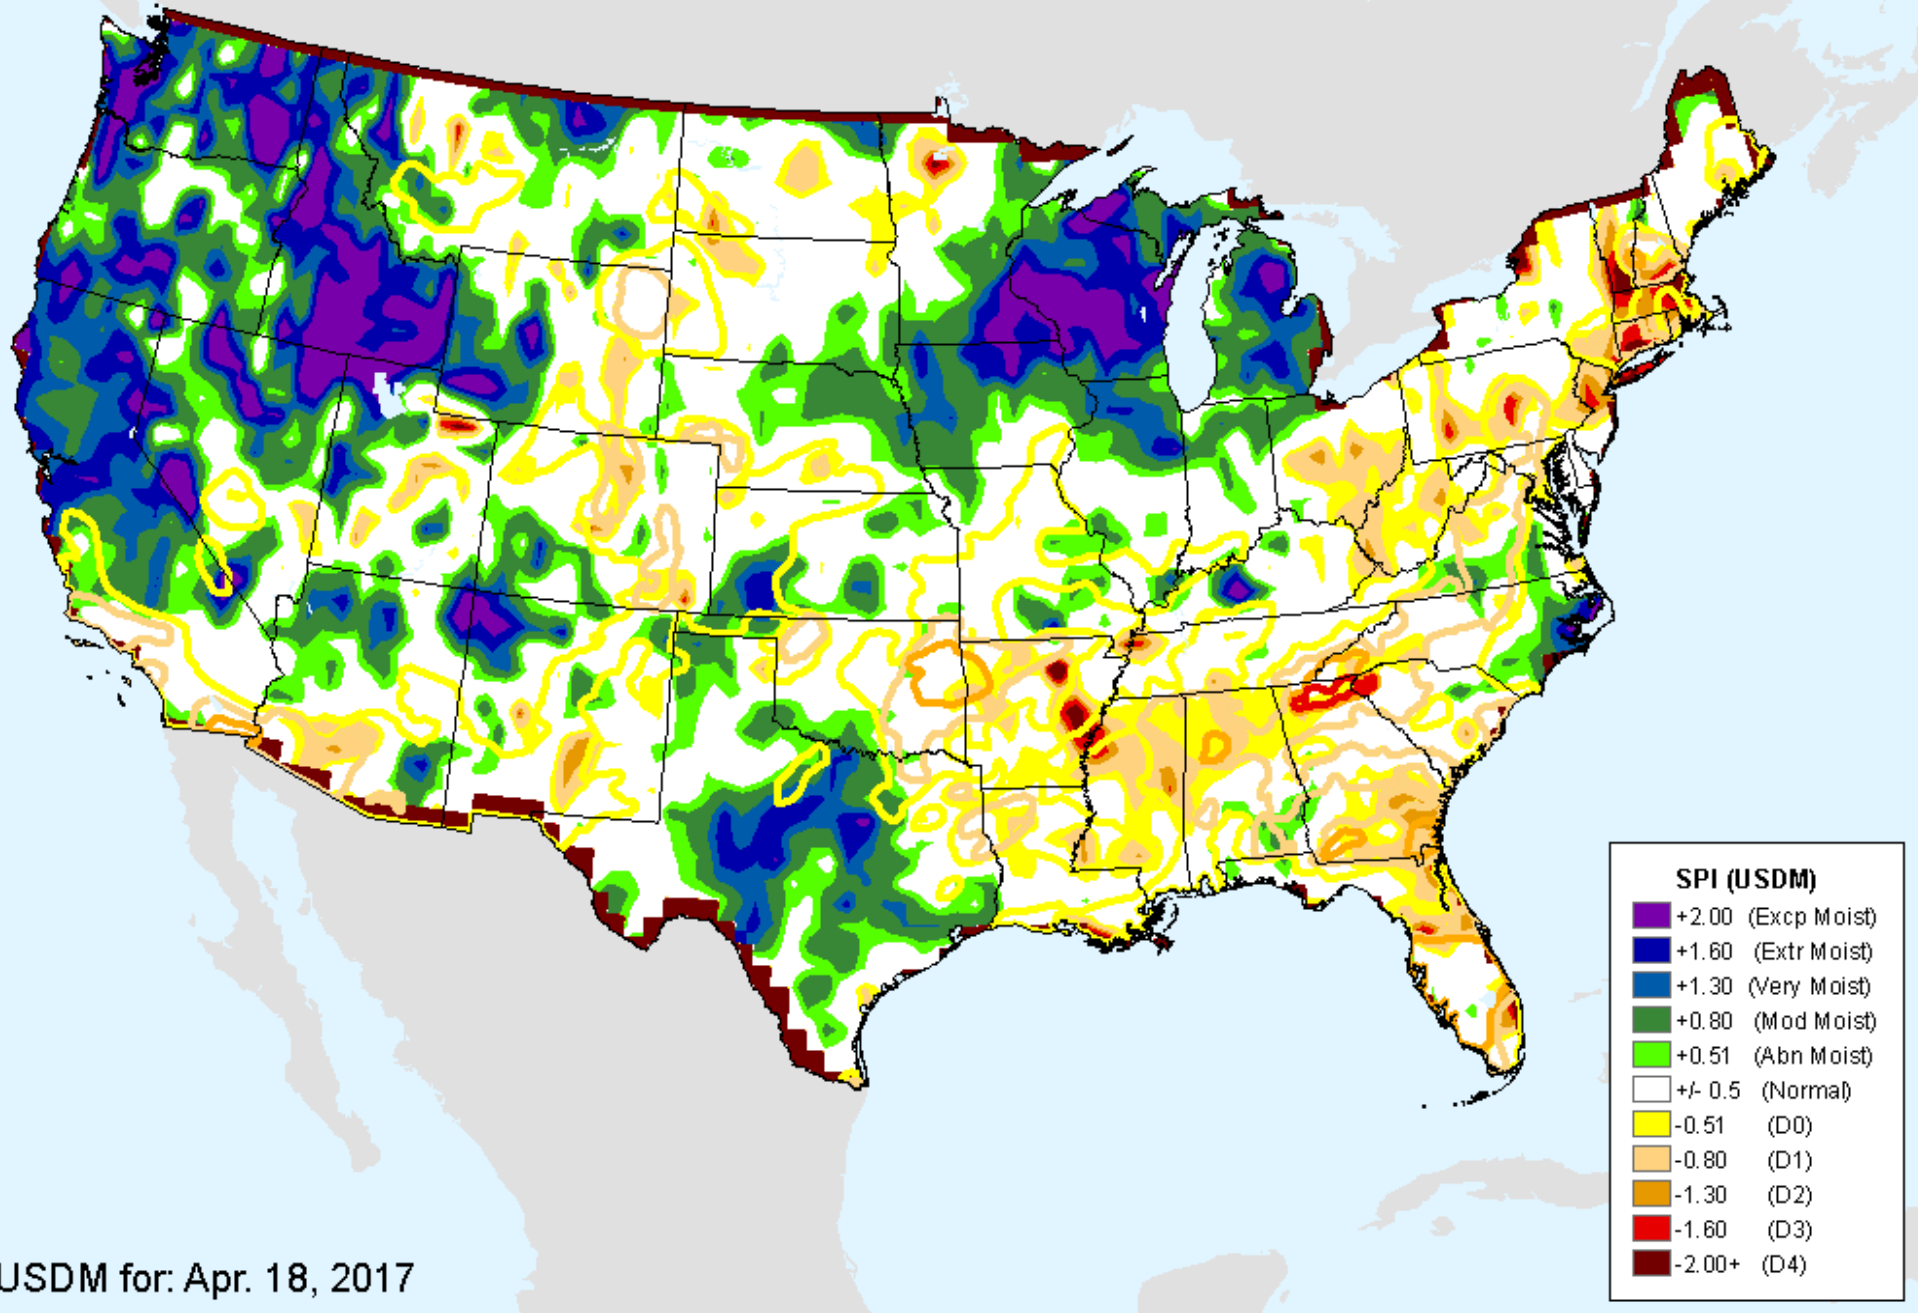 SPI (USDM)
+2.00 (Excp Moist)
+1.60 (Extr Moist)
+1.30 (Very Moist)
+0.80 (Mod Moist)
+0.51 (Abn Moist)
+/- 0.5 (Normal)
-0.51 (D0)
-0.80 (D1)
-1.30 (D2)
-1.60 (D3)
-2.00+ (D4)
USDM for: Apr. 18, 2017